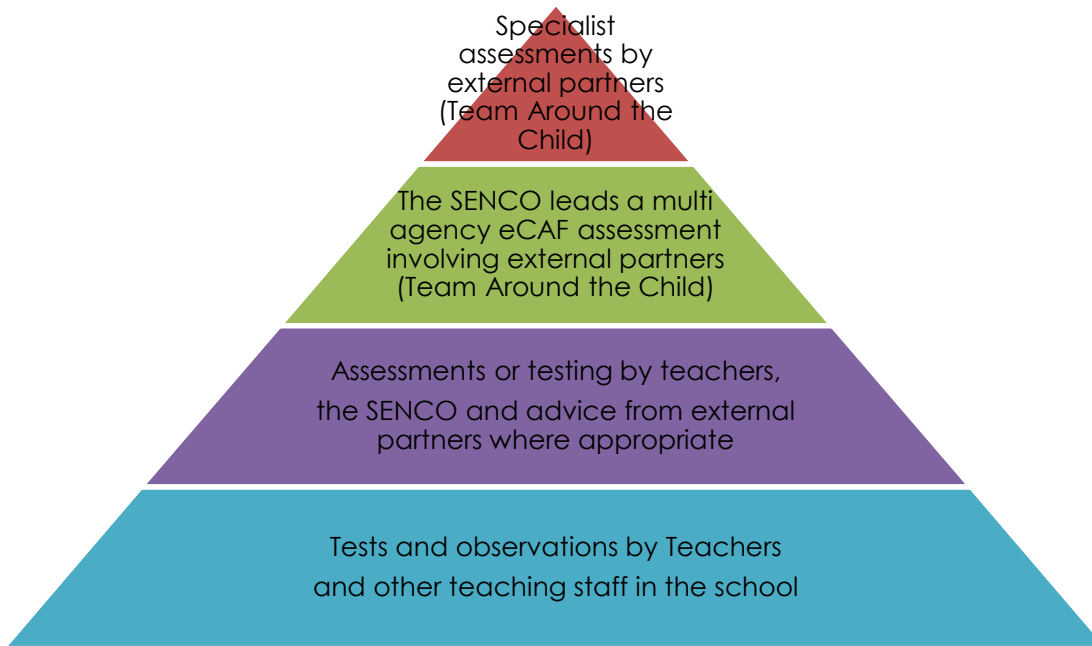 Specialist
assessments by
external partners
(Team Around the
Child)
The SENCO leads a multi
agency eCAF assessment
involving external partners
(Team Around the Child)
Assessments or testing by teachers,
the SENCO and advice from external
partners where appropriate
Tests and observations by Teachers
and other teaching staff in the school